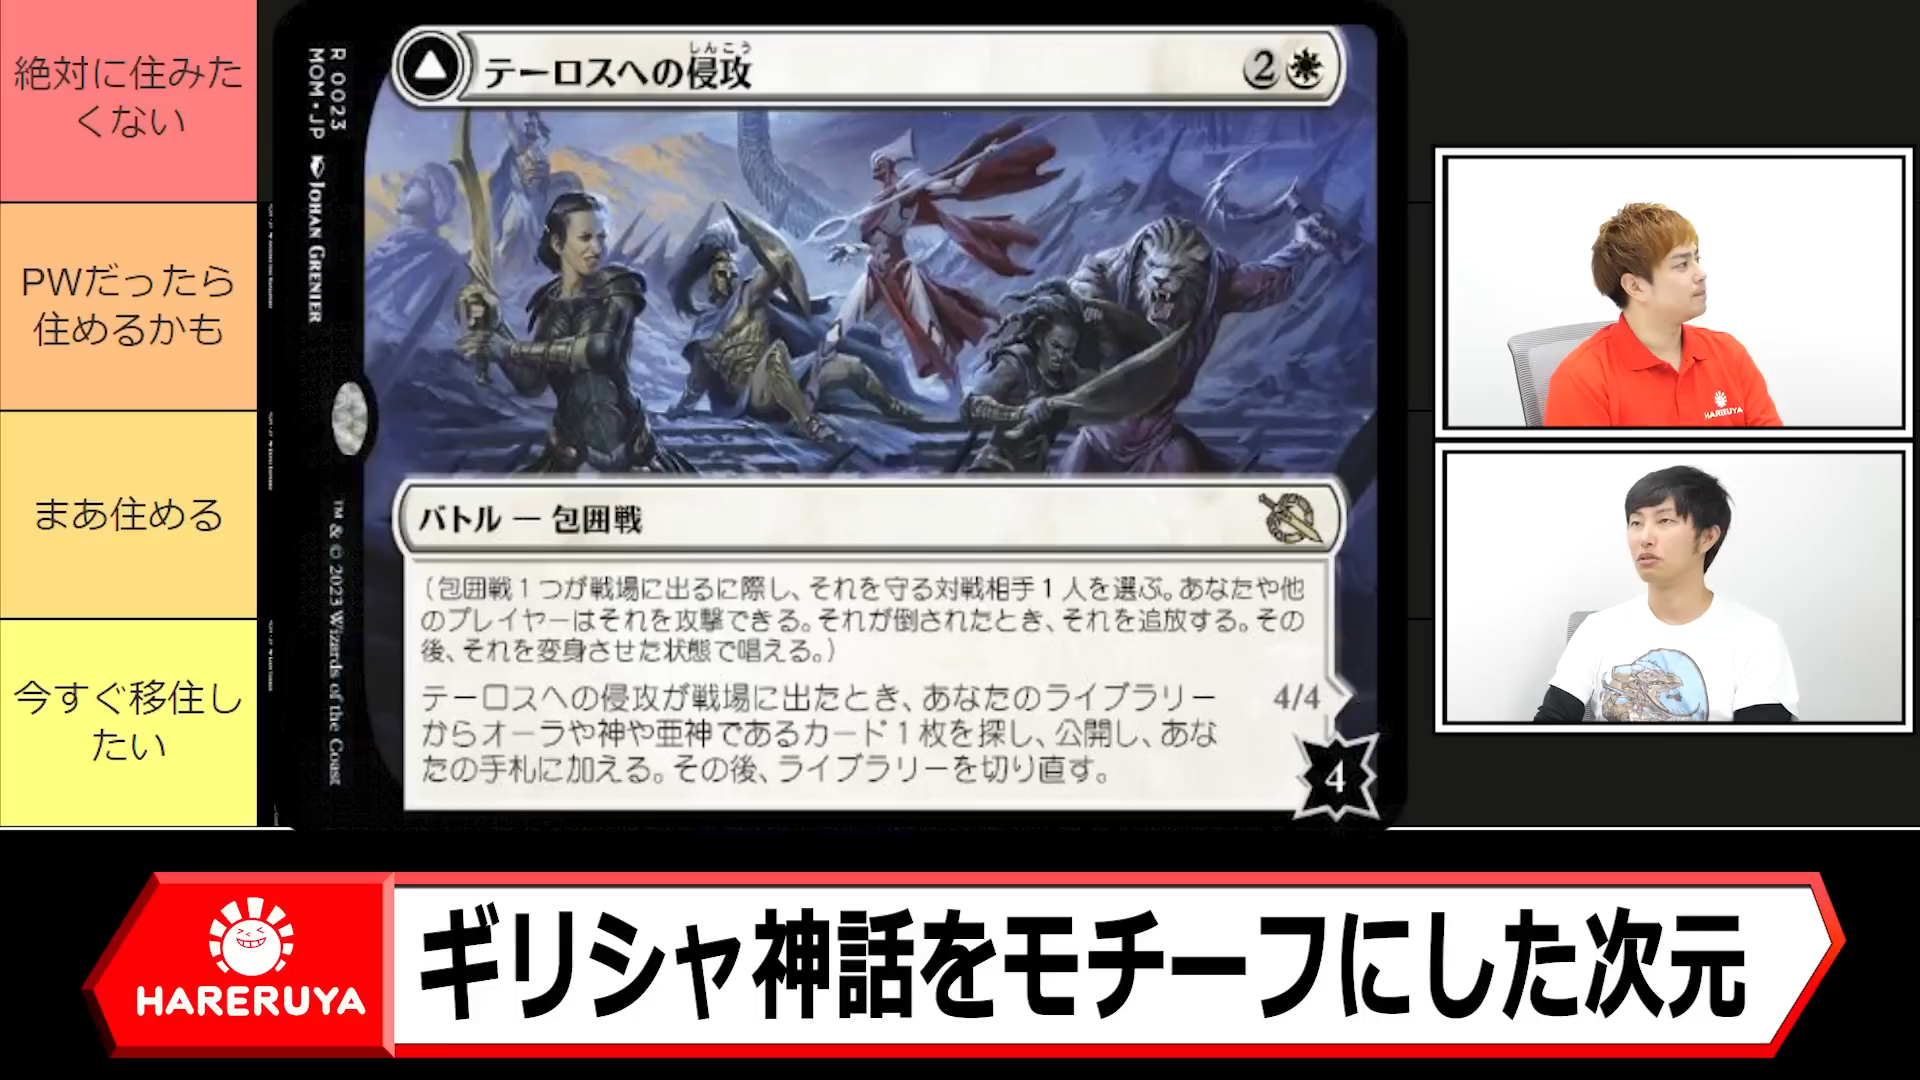 絶対に住みた
くない
PWだったら
住めるかも
まあ住める
今すぐ移住し
たい
R 0023
MOM・JP JOHAN GRENIER
™ & © 2023 Wizards of the Coast
しんこう
テーロスへの侵攻
2
バトル — 包囲戦
(包囲戦1つが戦場に出るに際し、それを守る対戦相手1人を選ぶ。あなたや他
のプレイヤーはそれを攻撃できる。それが倒されたとき、それを追放する。その
後、それを変身させた状態で唱える。)
テーロスへの侵攻が戦場に出たとき、あなたのライブラリー
からオーラや神や亜神であるカード1枚を探し、公開し、あな
たの手札に加える。その後、ライブラリーを切り直す。
4/4
4
HARERUYA
HARERUYA
ギリシャ神話をモチーフにした次元